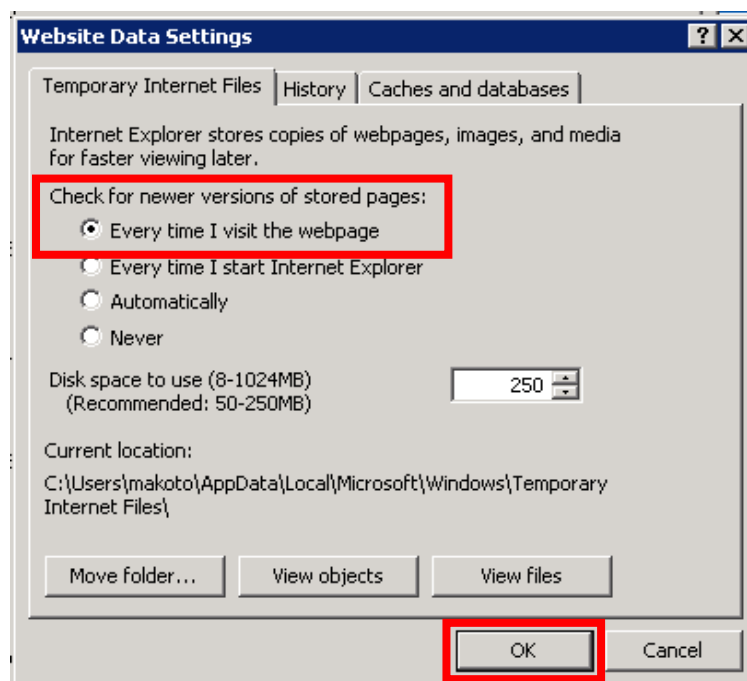 Website Data Settings
Temporary Internet Files History Caches and databases
Internet Explorer stores copies of webpages, images, and media
for faster viewing later.
Check for newer versions of stored pages:
Every time I visit the webpage
Every time I start Internet Explorer
Automatically
Never
Disk space to use (8-1024MB) 250
(Recommended: 50-250MB)
Current location:
C:\Users\makoto\AppData\Local\Microsoft\Windows\Temporary
Internet Files\
Move folder... View objects View files
OK Cancel